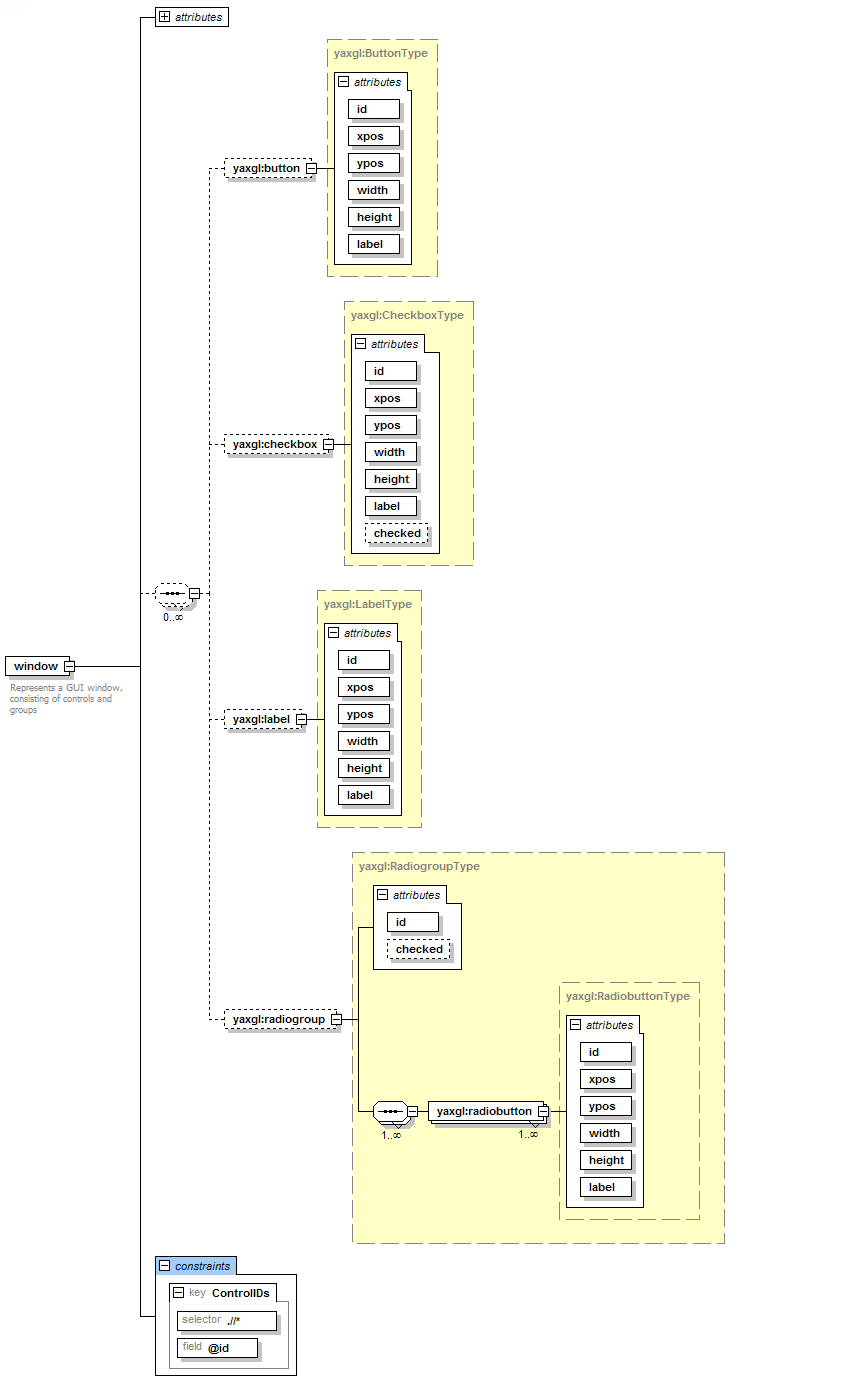 attributes
yaxgl:ButtonType
attributes
id
xpos
yaxgl:button
ypos
width
height
label
yaxgl:CheckboxType
attributes
id
xpos
ypos
yaxgl:checkbox
width
height
label
checked
0..∞
yaxgl:LabelType
attributes
id
window
Represents a GUI window,
consisting of controls and
groups
xpos
ypos
yaxgl:label
width
height
label
yaxgl:RadiogroupType
attributes
id
checked
yaxgl:radiogroup
yaxgl:RadiobuttonType
attributes
id
xpos
ypos
yaxgl:radiobutton
1..∞
1..∞
width
height
label
constraints
key ControlIDs
selector .//*
field @id